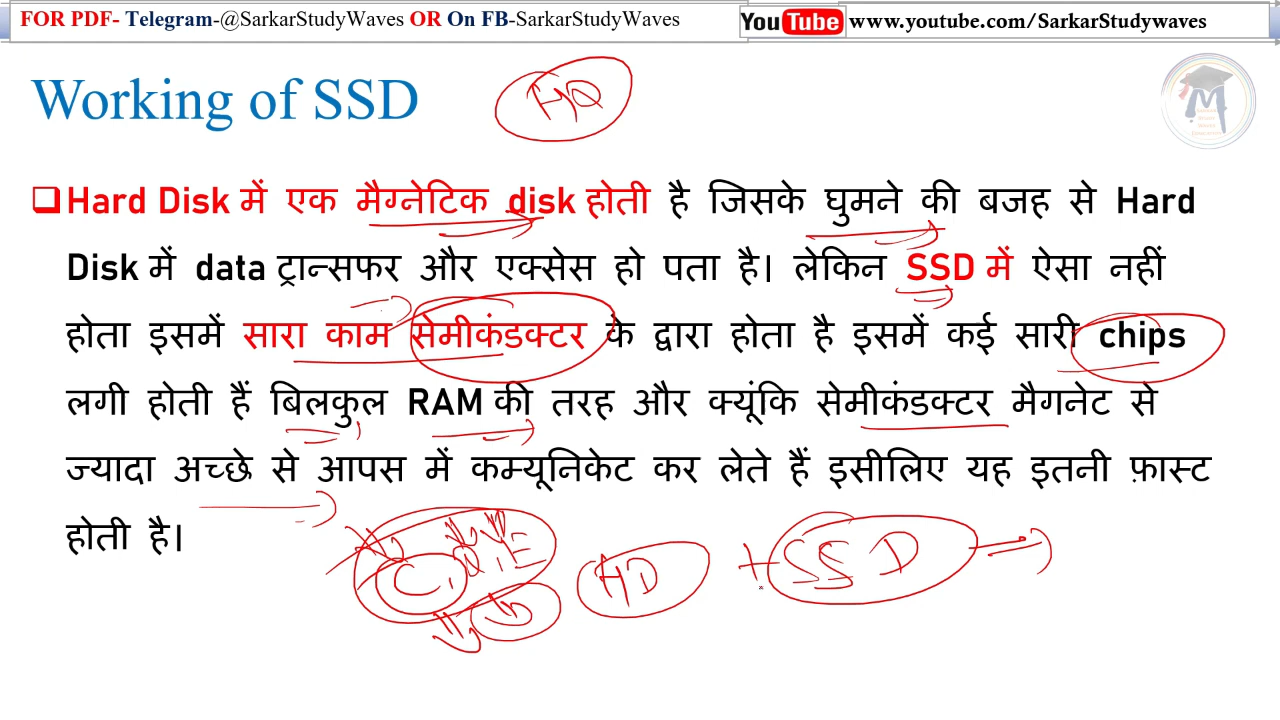 FOR PDF- Telegram-@SarkarStudyWaves OR On FB-SarkarStudyWaves
YouTube www.youtube.com/SarkarStudywaves
Working of SSD
HD
Hard Disk में एक मैग्नेटिक disk होती है जिसके घुमने की बजह से Hard
Disk में data ट्रान्सफर और एक्सेस हो पता है। लेकिन SSD में ऐसा नहीं
होता इसमें सारा काम सेमीकंडक्टर के द्वारा होता है इसमें कई सारी chips
लगी होती हैं बिलकुल RAM की तरह और क्यूंकि सेमीकंडक्टर मैगनेट से
ज्यादा अच्छे से आपस में कम्यूनिकेट कर लेते हैं इसीलिए यह इतनी फ़ास्ट
होती है।
HD + SSD